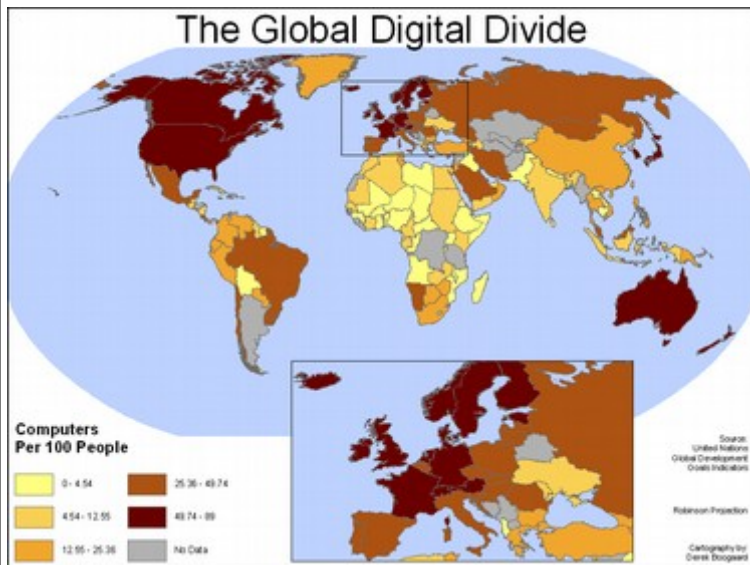 The Global Digital Divide
Computers
Per 100 People
0 - 4.54
25.36 - 49.74
4.54 - 12.55
49.74 - 89
12.55 - 25.36
No Data
Source:
United Nations
Global Development
Goals Indicators
Robinson Projection
Cartography by:
Derek Boogaard